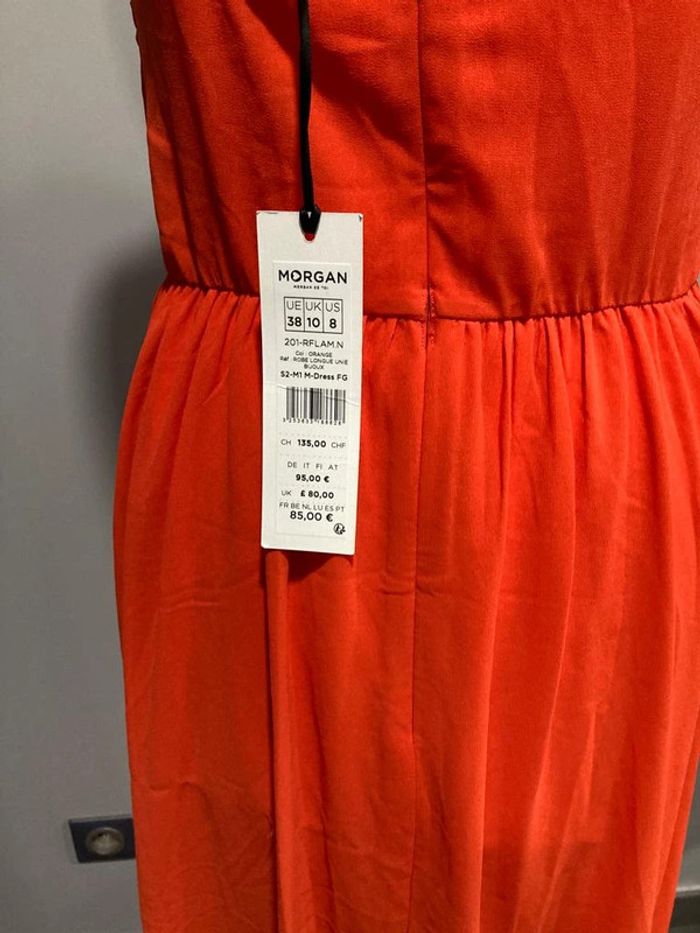 MORGAN
MORGAN DE TOI
UE UK US
38 10 8
201-RFLAM.N
Col : ORANGE
Réf : ROBE LONGUE UNIE
BIJOUX
S2-M1 M-Dress FG
CH 135,00 CHF
DE IT FI AT
95,00 €
UK £ 80,00
FR BE NL LU ES PT
85,00 €